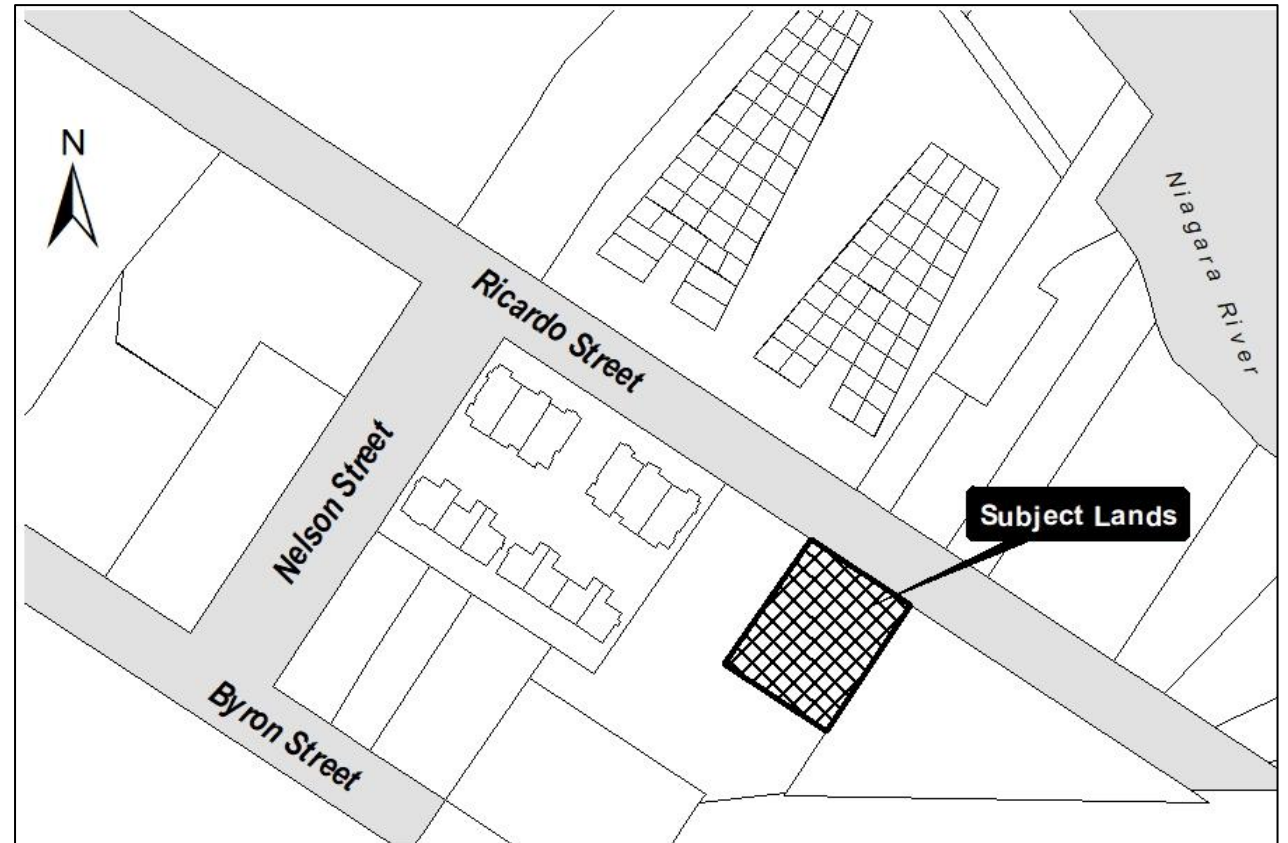 N
Niagara River
Ricardo Street
Nelson Street
Subject Lands
Byron Street